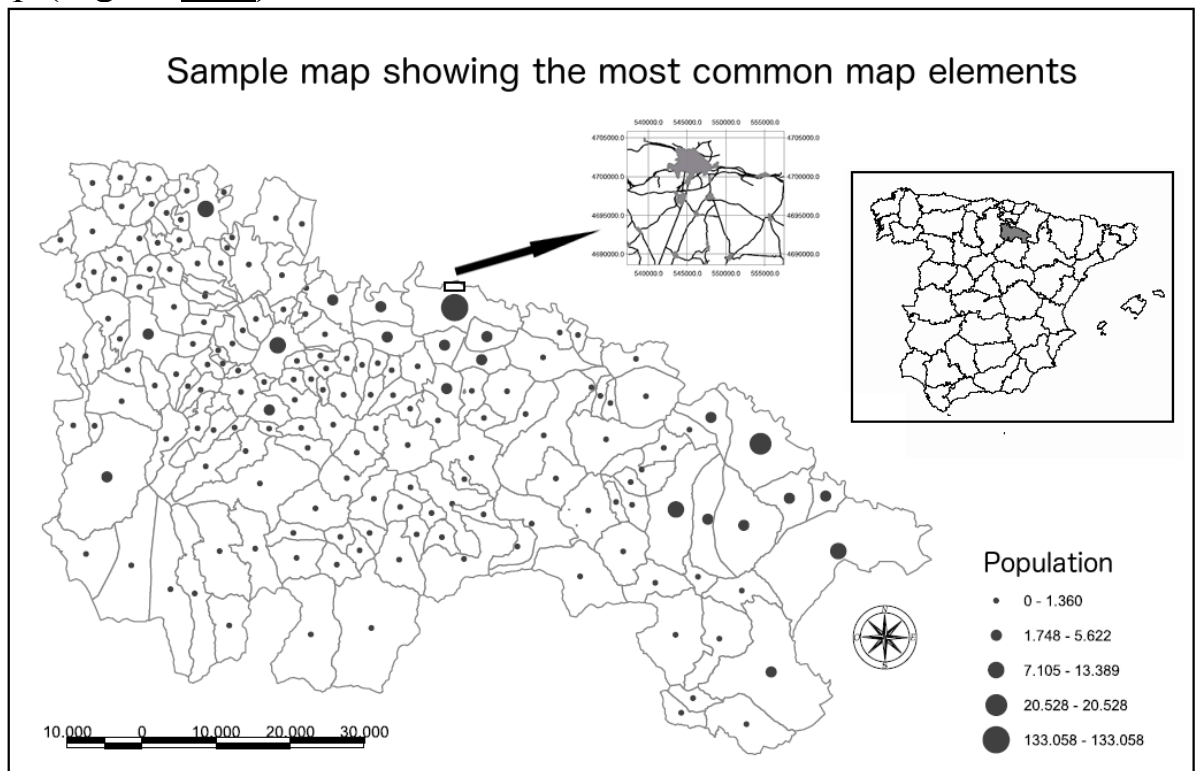 Sample map showing the most common map elements
540000.0 545000.0 550000.0 555000.0
4705000.0 4705000.0
4700000.0 4700000.0
4695000.0 4695000.0
4690000.0 4690000.0
540000.0 545000.0 550000.0 555000.0
Population
0 - 1.360
1.748 - 5.622
7.105 - 13.389
20.528 - 20.528
133.058 - 133.058
N
S
10.000 0 10.000 20.000 30.000